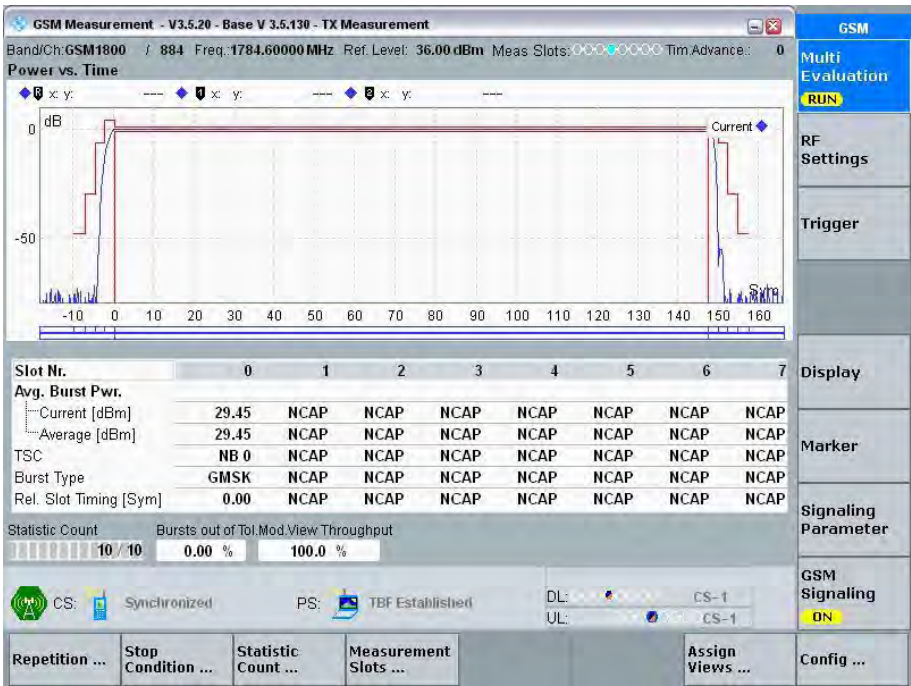 GSM Measurement - V3.5.20 - Base V 3.5.130 - TX Measurement
GSM
Band/Ch:GSM1800 / 884 Freq.:1784.60000 MHz Ref. Level: 36.00 dBm Meas Slots: Tim.Advance.: 0
Power vs. Time
Multi Evaluation
RUN
x: y: --- 1 x: y: --- 2 x: y: ---
dB
Current
0
-50
Sym
-10 0 10 20 30 40 50 60 70 80 90 100 110 120 130 140 150 160
RF Settings
Trigger
Slot Nr. 0 1 2 3 4 5 6 7
Avg. Burst Pwr.
Current [dBm] 29.45 NCAP NCAP NCAP NCAP NCAP NCAP NCAP
Average [dBm] 29.45 NCAP NCAP NCAP NCAP NCAP NCAP NCAP
TSC NB 0 NCAP NCAP NCAP NCAP NCAP NCAP NCAP
Burst Type GMSK NCAP NCAP NCAP NCAP NCAP NCAP NCAP
Rel. Slot Timing [Sym] 0.00 NCAP NCAP NCAP NCAP NCAP NCAP NCAP
Display
Marker
Statistic Count Bursts out of Tol. Mod.View Throughput
10 / 10 0.00 % 100.0 %
Signaling Parameter
CS: Synchronized PS: TBF Established
DL: CS-1
UL: CS-1
GSM Signaling
ON
Repetition ...
Stop Condition ...
Statistic Count ...
Measurement Slots ...
Assign Views ...
Config ...